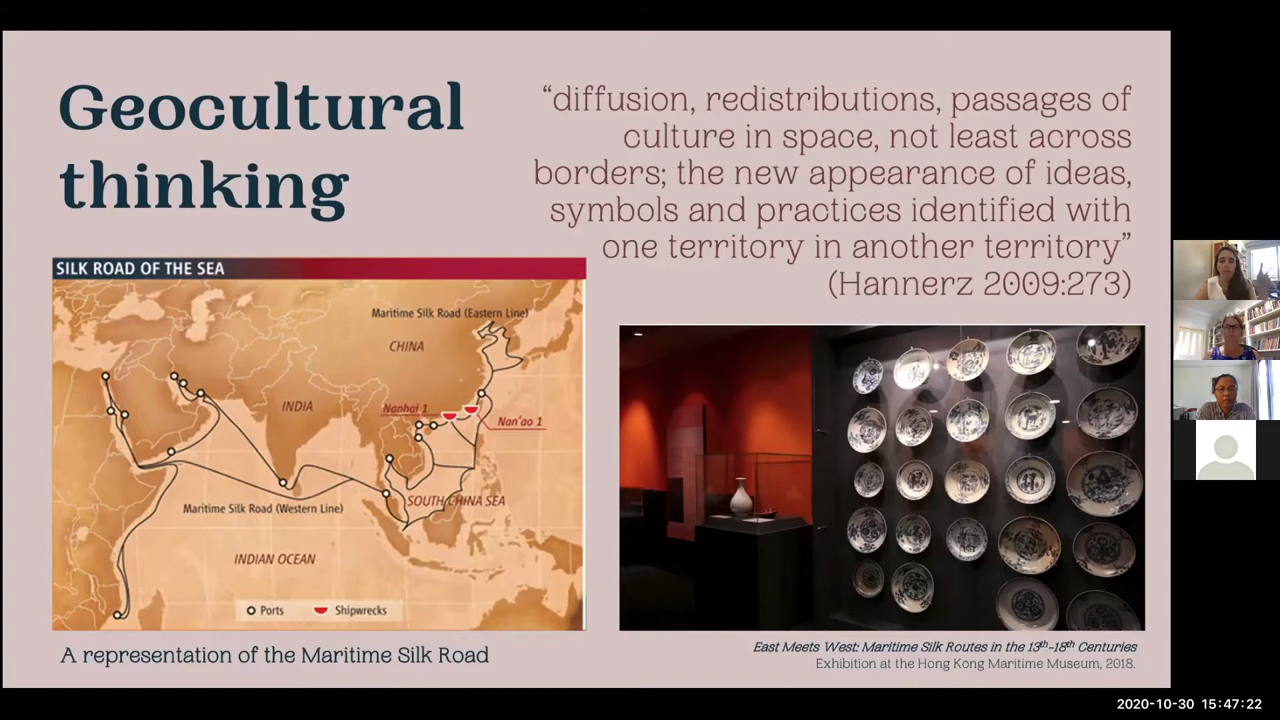 Geocultural
thinking
“diffusion, redistributions, passages of
culture in space, not least across
borders; the new appearance of ideas,
symbols and practices identified with
one territory in another territory”
(Hannerz 2009:273)
SILK ROAD OF THE SEA
Maritime Silk Road (Eastern Line)
CHINA
INDIA
Nanhai 1
Nan'ao 1
SOUTH CHINA SEA
Maritime Silk Road (Western Line)
INDIAN OCEAN
Ports
Shipwrecks
A representation of the Maritime Silk Road
East Meets West: Maritime Silk Routes in the 13th-18th Centuries
Exhibition at the Hong Kong Maritime Museum, 2018.
2020-10-30 15:47:22